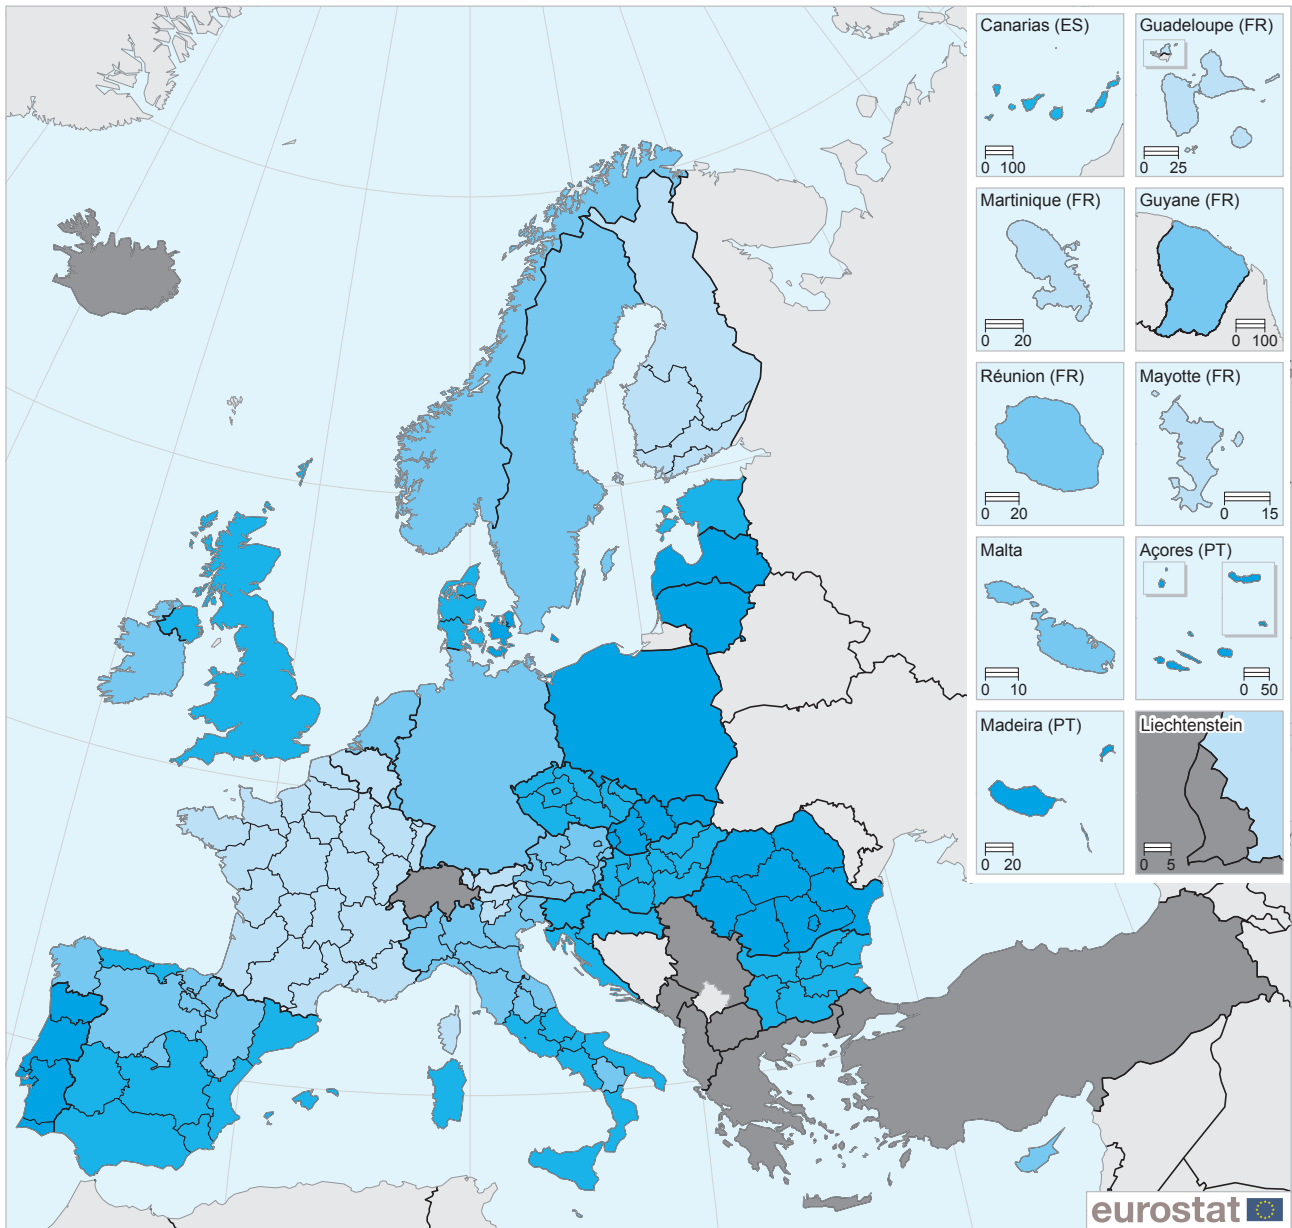 Canarias (ES)
0 100
Guadeloupe (FR)
0 25
Martinique (FR)
0 20
Guyane (FR)
0 100
Réunion (FR)
0 20
Mayotte (FR)
0 15
Malta
0 10
Açores (PT)
0 50
Madeira (PT)
0 20
Liechtenstein
0 5
eurostat